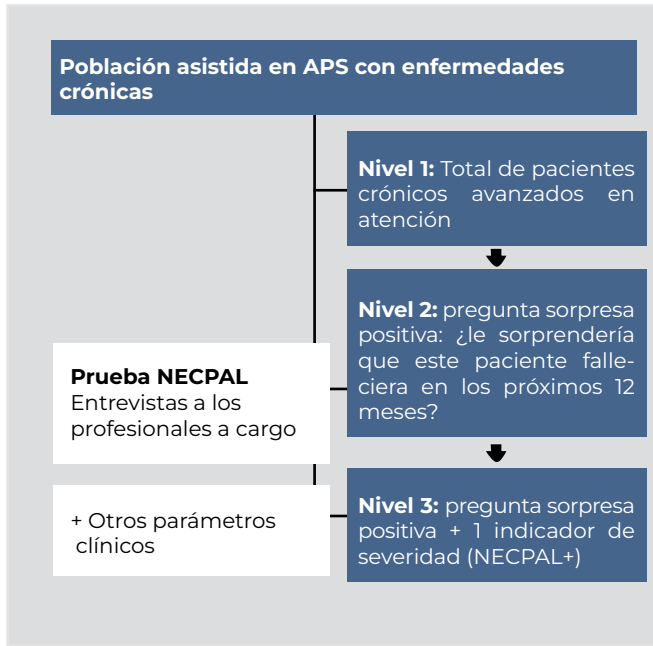 Población asistida en APS con enfermedades
crónicas
Nivel 1: Total de pacientes
crónicos avanzados en
atención
Nivel 2: pregunta sorpresa
positiva: ¿le sorprendería
que este paciente falle-
ciera en los próximos 12
meses?
Prueba NECPAL
Entrevistas a los
profesionales a cargo
Nivel 3: pregunta sorpresa
positiva + 1 indicador de
severidad (NECPAL+)
+ Otros parámetros
clínicos